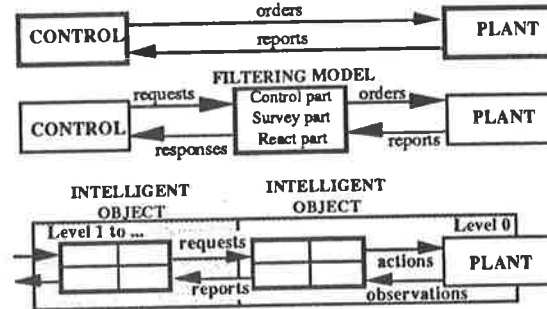 orders
CONTROL
PLANT
reports
FILTERING MODEL
requests
Control part
orders
Survey part
CONTROL
PLANT
React part
responses
reports
INTELLIGENT
OBJECT
INTELLIGENT
OBJECT
Level 1 to ...
Level 0
requests
actions
PLANT
reports
observations